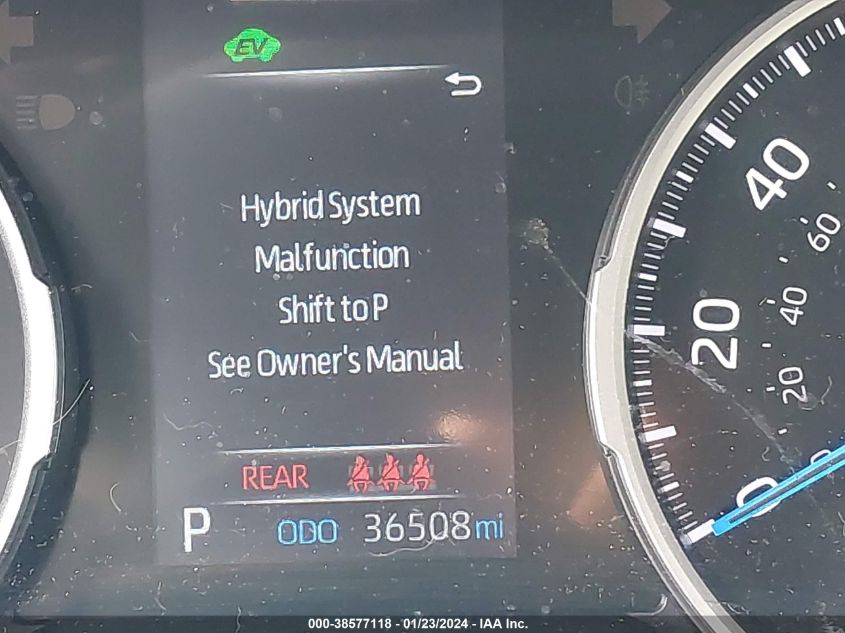 EV
Hybrid System
Malfunction
Shift to P
See Owner's Manual
REAR
P ODO 36508 mi
40
60
20
40
20
0
000-38577118 - 01/23/2024 - IAA Inc.